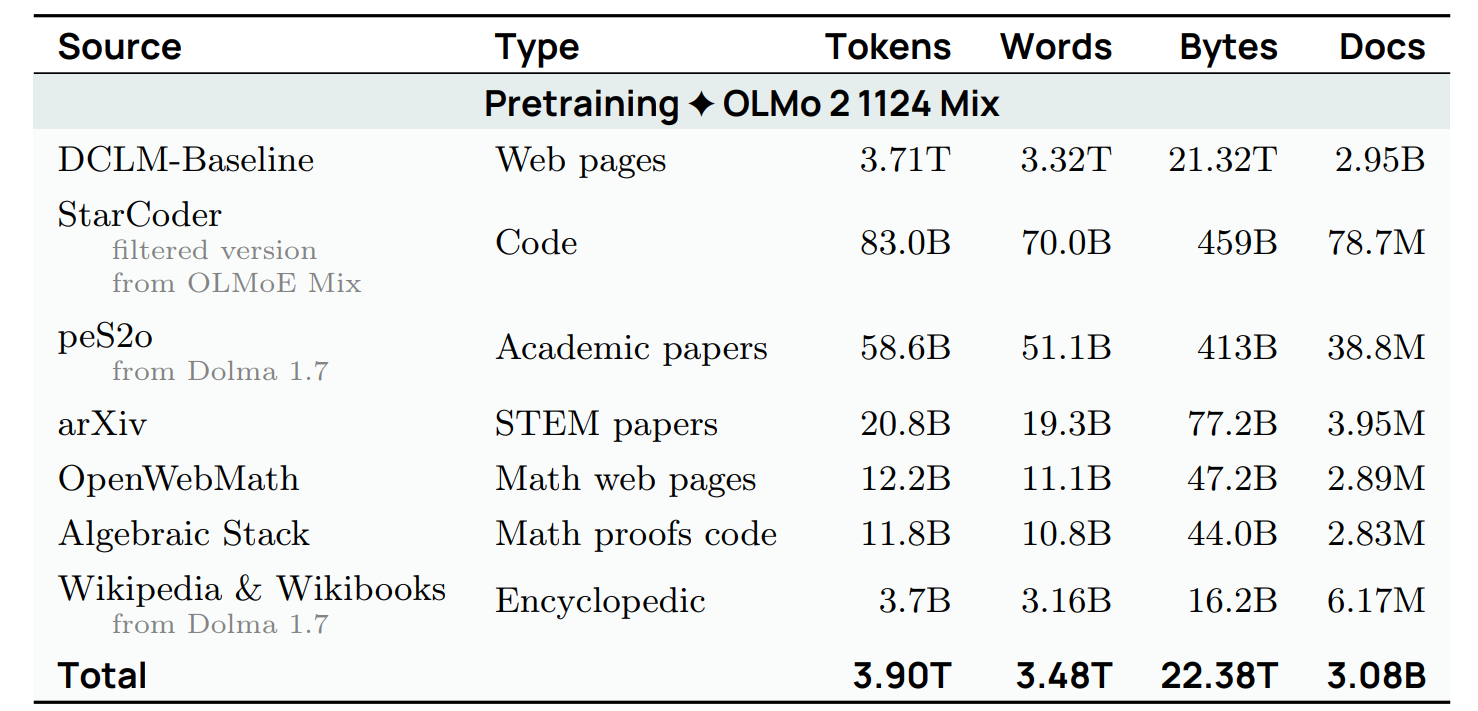 Source Type Tokens Words Bytes Docs
Pretraining ✦ OLMo 2 1124 Mix
DCLM-Baseline Web pages 3.71T 3.32T 21.32T 2.95B
StarCoder
filtered version
from OLMoE Mix
Code 83.0B 70.0B 459B 78.7M
peS2o
from Dolma 1.7
Academic papers 58.6B 51.1B 413B 38.8M
arXiv STEM papers 20.8B 19.3B 77.2B 3.95M
OpenWebMath Math web pages 12.2B 11.1B 47.2B 2.89M
Algebraic Stack Math proofs code 11.8B 10.8B 44.0B 2.83M
Wikipedia & Wikibooks
from Dolma 1.7
Encyclopedic 3.7B 3.16B 16.2B 6.17M
Total 3.90T 3.48T 22.38T 3.08B